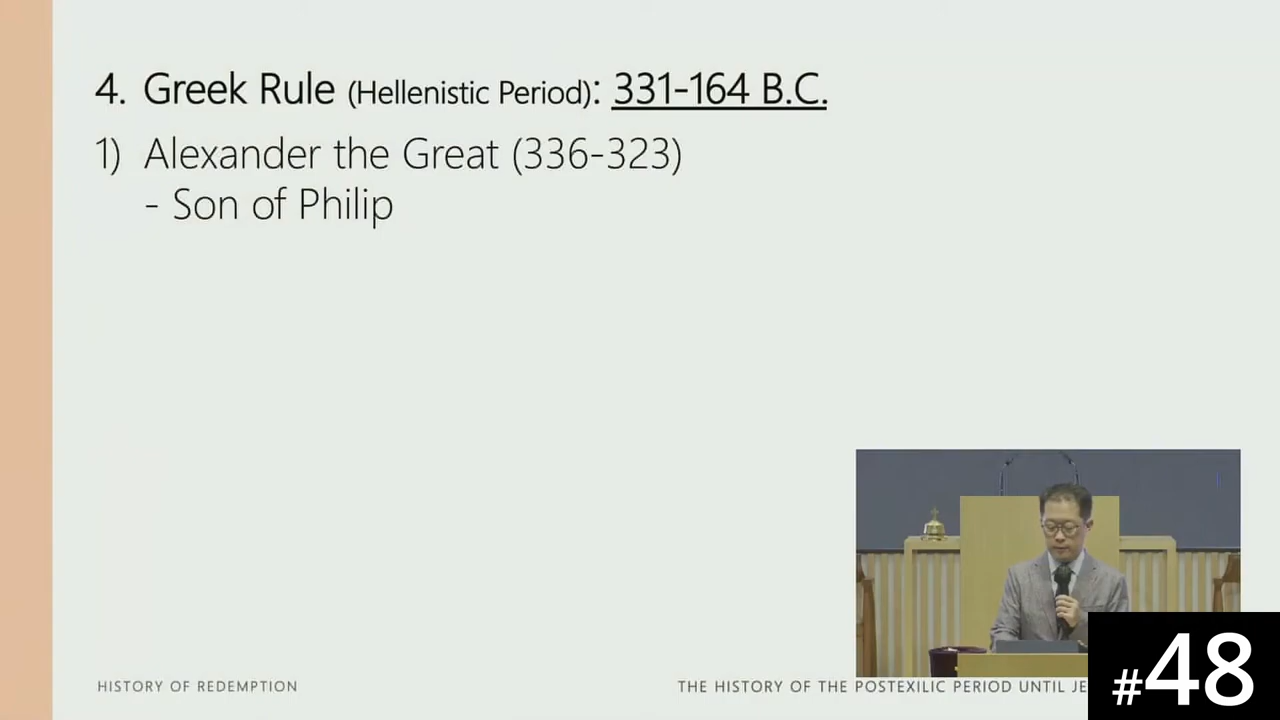 4. Greek Rule (Hellenistic Period): 331-164 B.C.
1) Alexander the Great (336-323)
- Son of Philip
HISTORY OF REDEMPTION
THE HISTORY OF THE POSTEXILIC PERIOD UNTIL JE
#48